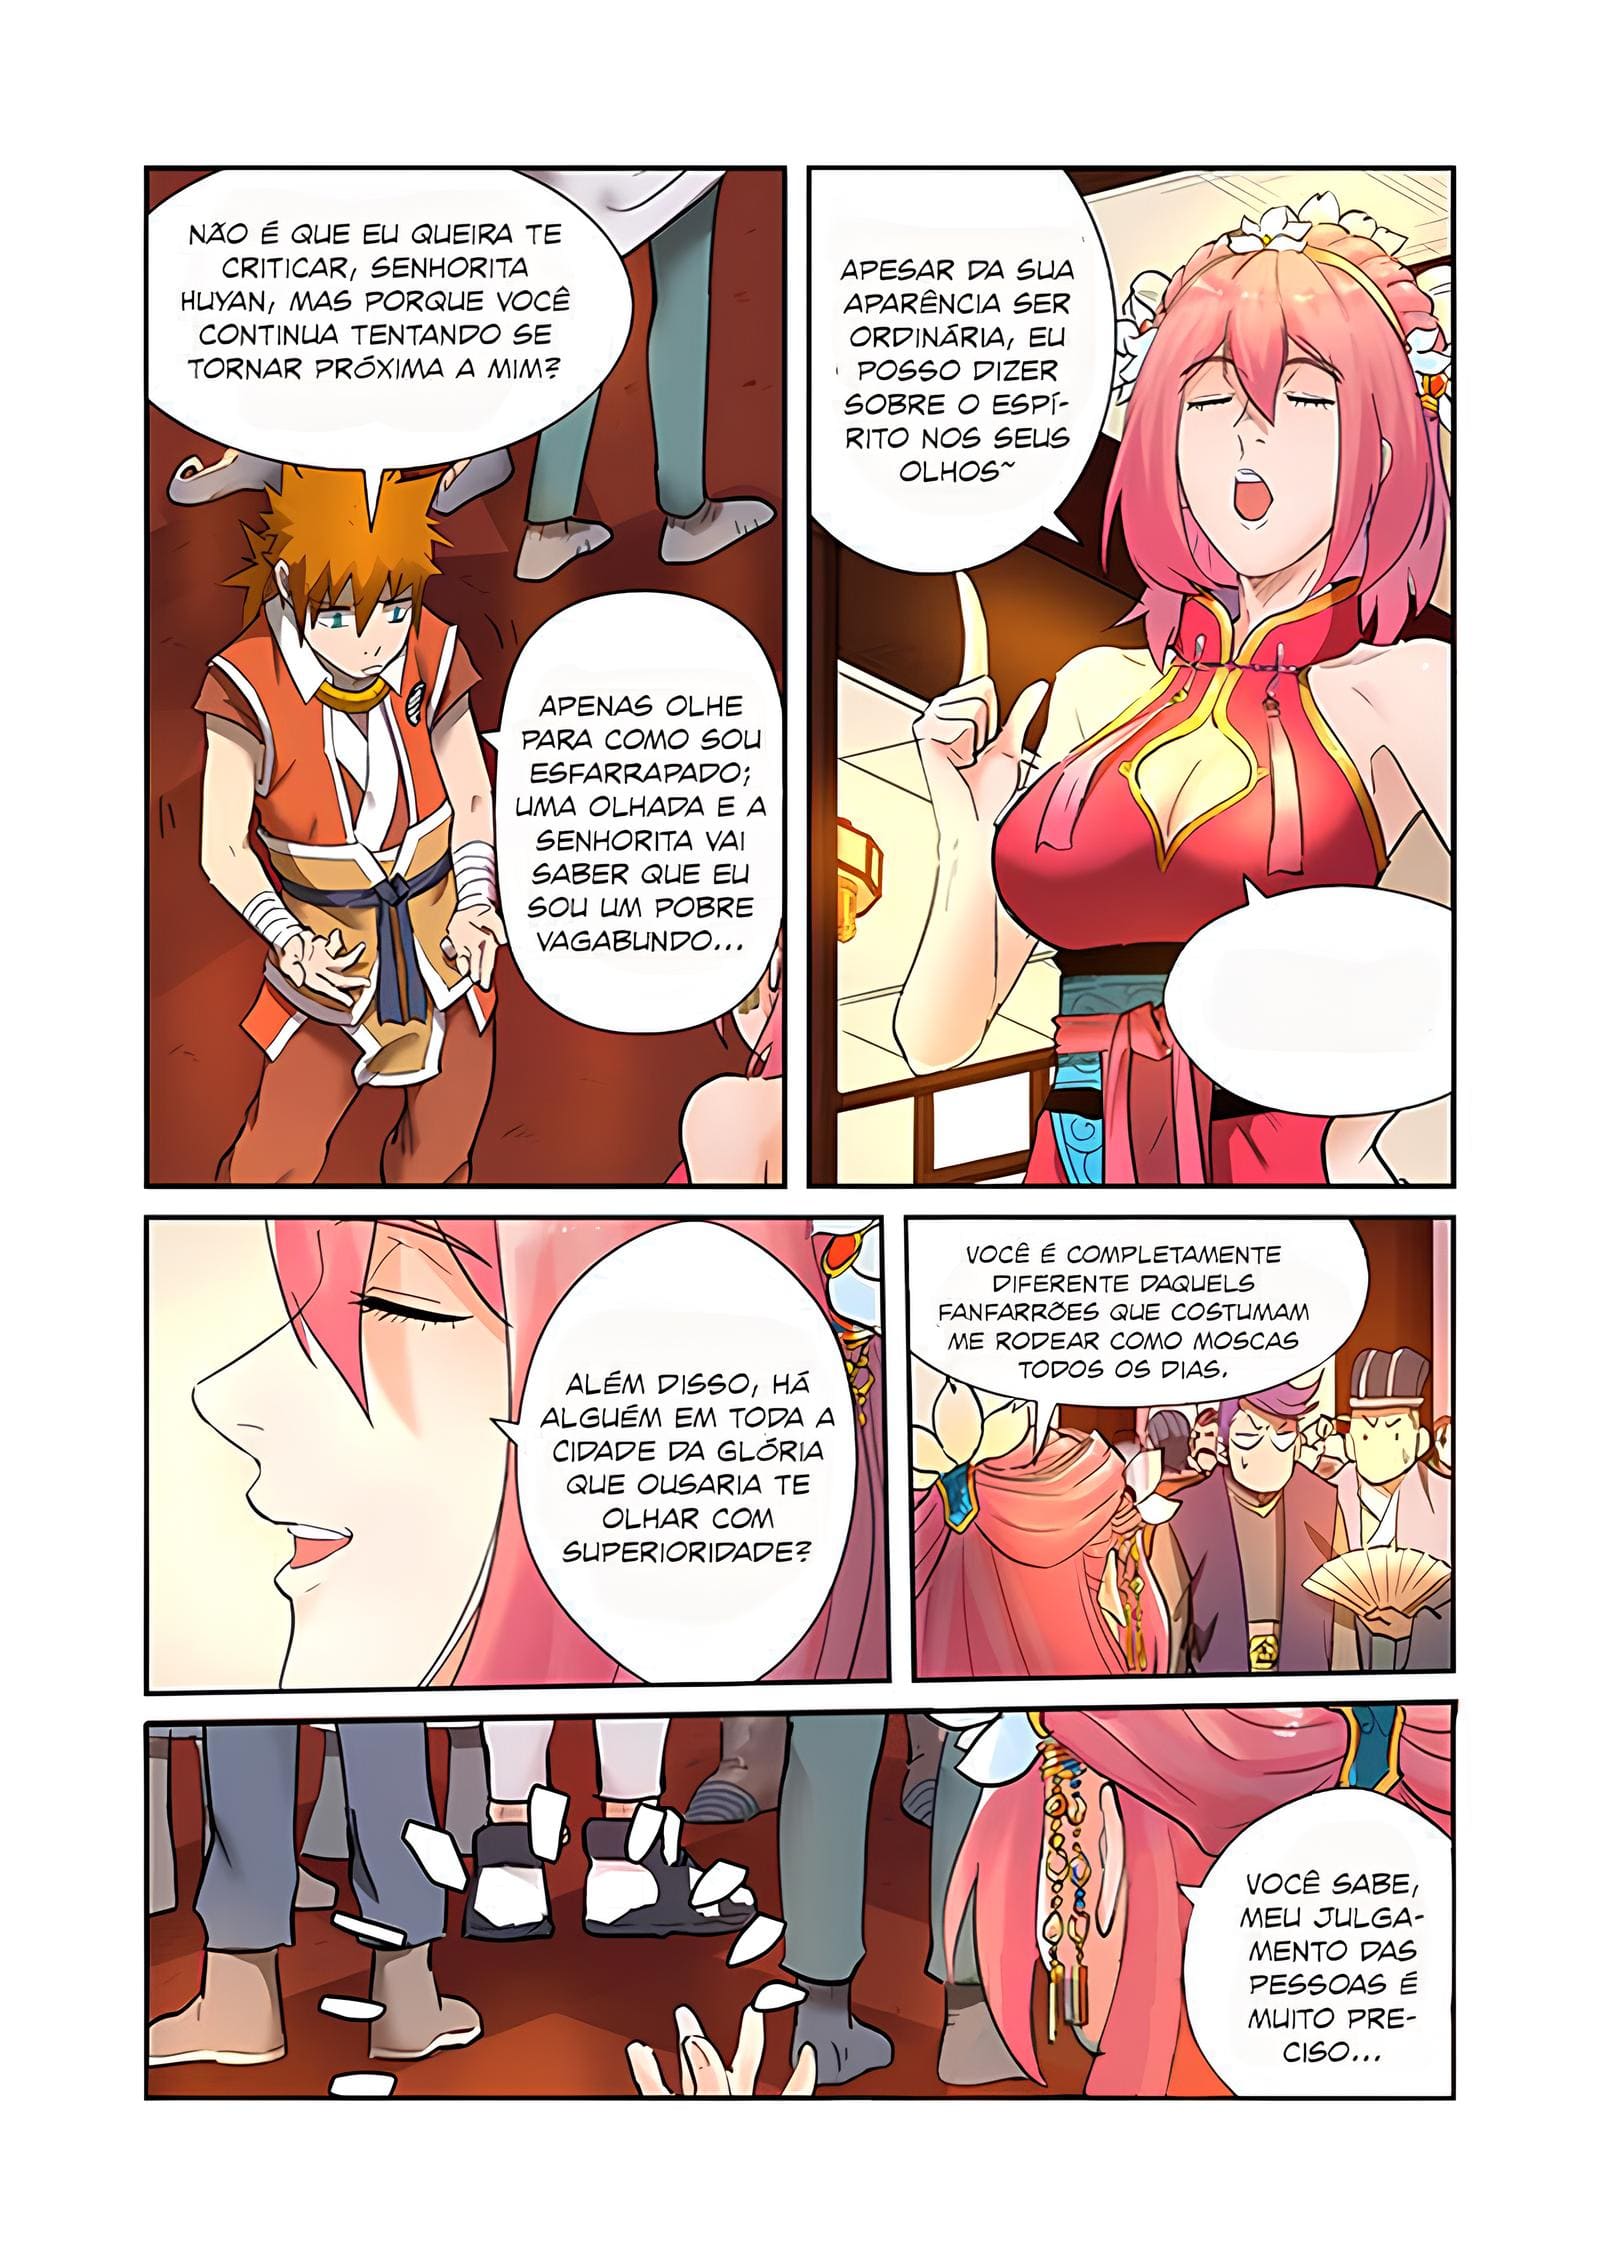 NÃO É QUE EU QUEIRA TE
CRITICAR, SENHORITA
HUYAN, MAS PORQUE VOCÊ
CONTINUA TENTANDO SE
TORNAR PRÓXIMA A MIM?
APENAS OLHE
PARA COMO SOU
ESFARRAPADO;
UMA OLHADA E A
SENHORITA VAI
SABER QUE EU
SOU UM POBRE
VAGABUNDO...
APESAR DA SUA
APARÊNCIA SER
ORDINÁRIA, EU
POSSO DIZER
SOBRE O ESPÍ-
RITO NOS SEUS
OLHOS~
ALÉM DISSO, HÁ
ALGUÉM EM TODA A
CIDADE DA GLÓRIA
QUE OUSARIA TE
OLHAR COM
SUPERIORIDADE?
VOCÊ É COMPLETAMENTE
DIFERENTE DAQUELS
FANFARRÕES QUE COSTUMAM
ME RODEAR COMO MOSCAS
TODOS OS DIAS.
VOCÊ SABE,
MEU JULGA-
MENTO DAS
PESSOAS É
MUITO PRE-
CISO...